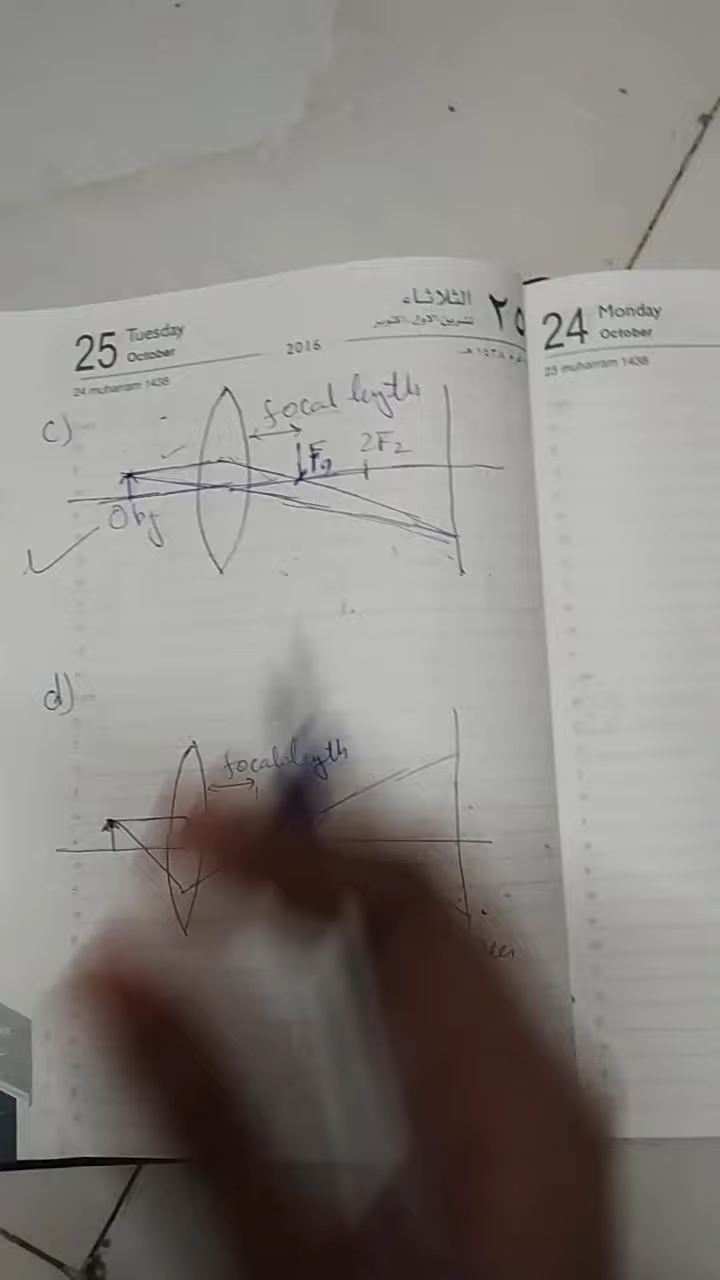 25 Tuesday
October
24 muharram 1438
2016
الثلاثاء
٢٥
24 Monday
October
23 muharram 1438
c)
focal length
F₂
2F₂
Obj
d)
focal length